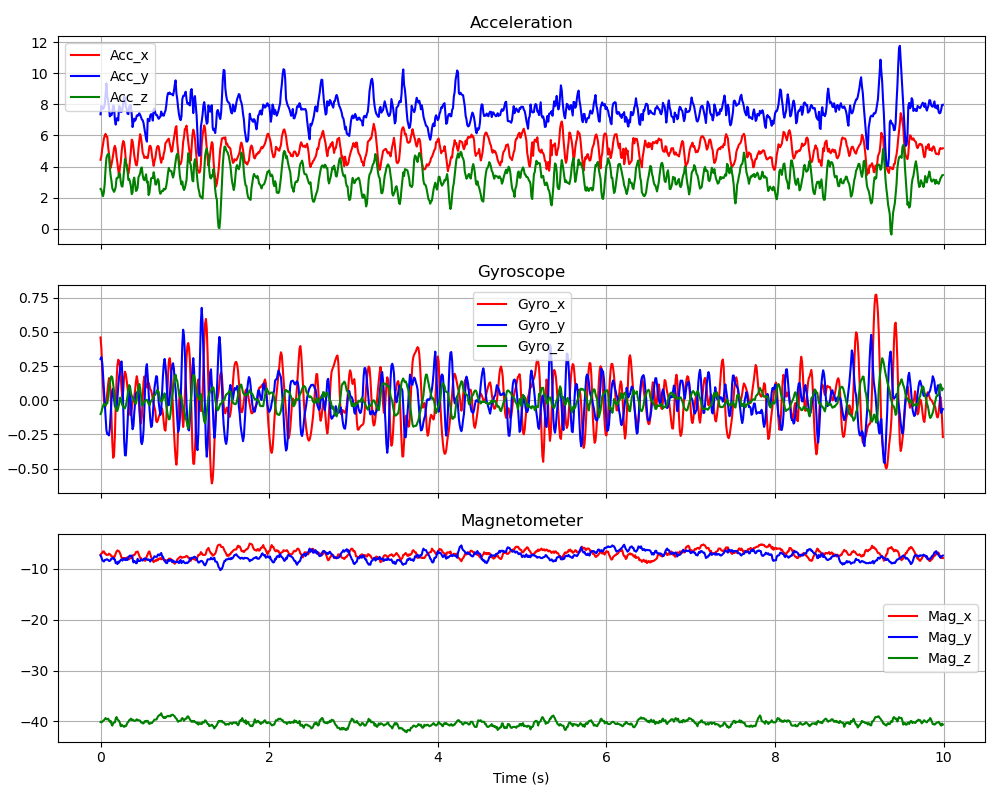 Acceleration
12
10
8
6
4
2
0
Acc_x
Acc_y
Acc_z
Gyroscope
0.75
0.50
0.25
0.00
−0.25
−0.50
Gyro_x
Gyro_y
Gyro_z
Magnetometer
−10
−20
−30
−40
Mag_x
Mag_y
Mag_z
0 2 4 6 8 10
Time (s)